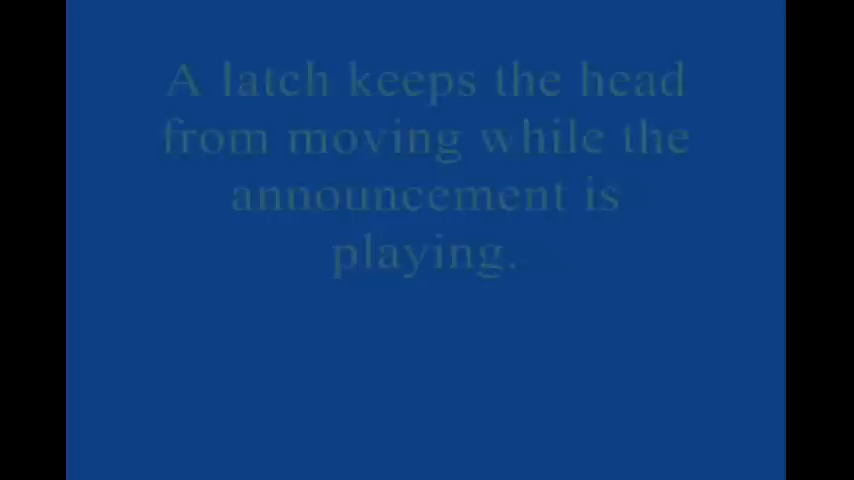 A latch keeps the head
from moving while the
announcement is
playing.